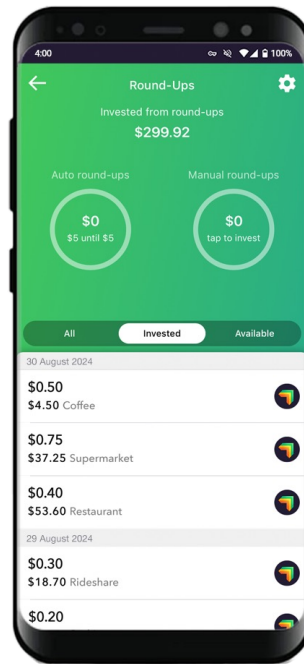 4:00
100%
Round-Ups
Invested from round-ups
$299.92
Auto round-ups
Manual round-ups
$0
$5 until $5
$0
tap to invest
All
Invested
Available
30 August 2024
$0.50
$4.50 Coffee
$0.75
$37.25 Supermarket
$0.40
$53.60 Restaurant
29 August 2024
$0.30
$18.70 Rideshare
$0.20